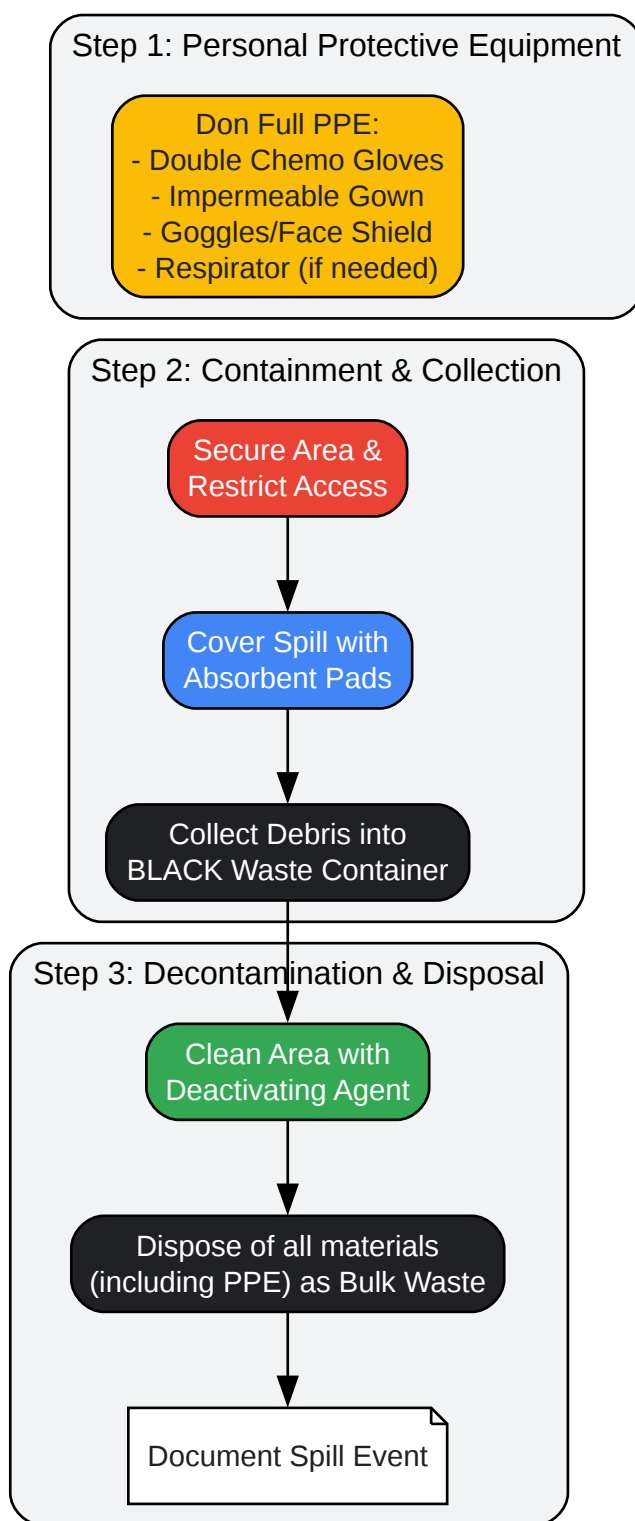 Step 1: Personal Protective Equipment
Don Full PPE:
- Double Chemo Gloves
- Impermeable Gown
- Goggles/Face Shield
- Respirator (if needed)
Step 2: Containment & Collection
Secure Area &
Restrict Access
Cover Spill with
Absorbent Pads
Collect Debris into
BLACK Waste Container
Step 3: Decontamination & Disposal
Clean Area with
Deactivating Agent
Dispose of all materials
(including PPE) as Bulk Waste
Document Spill Event